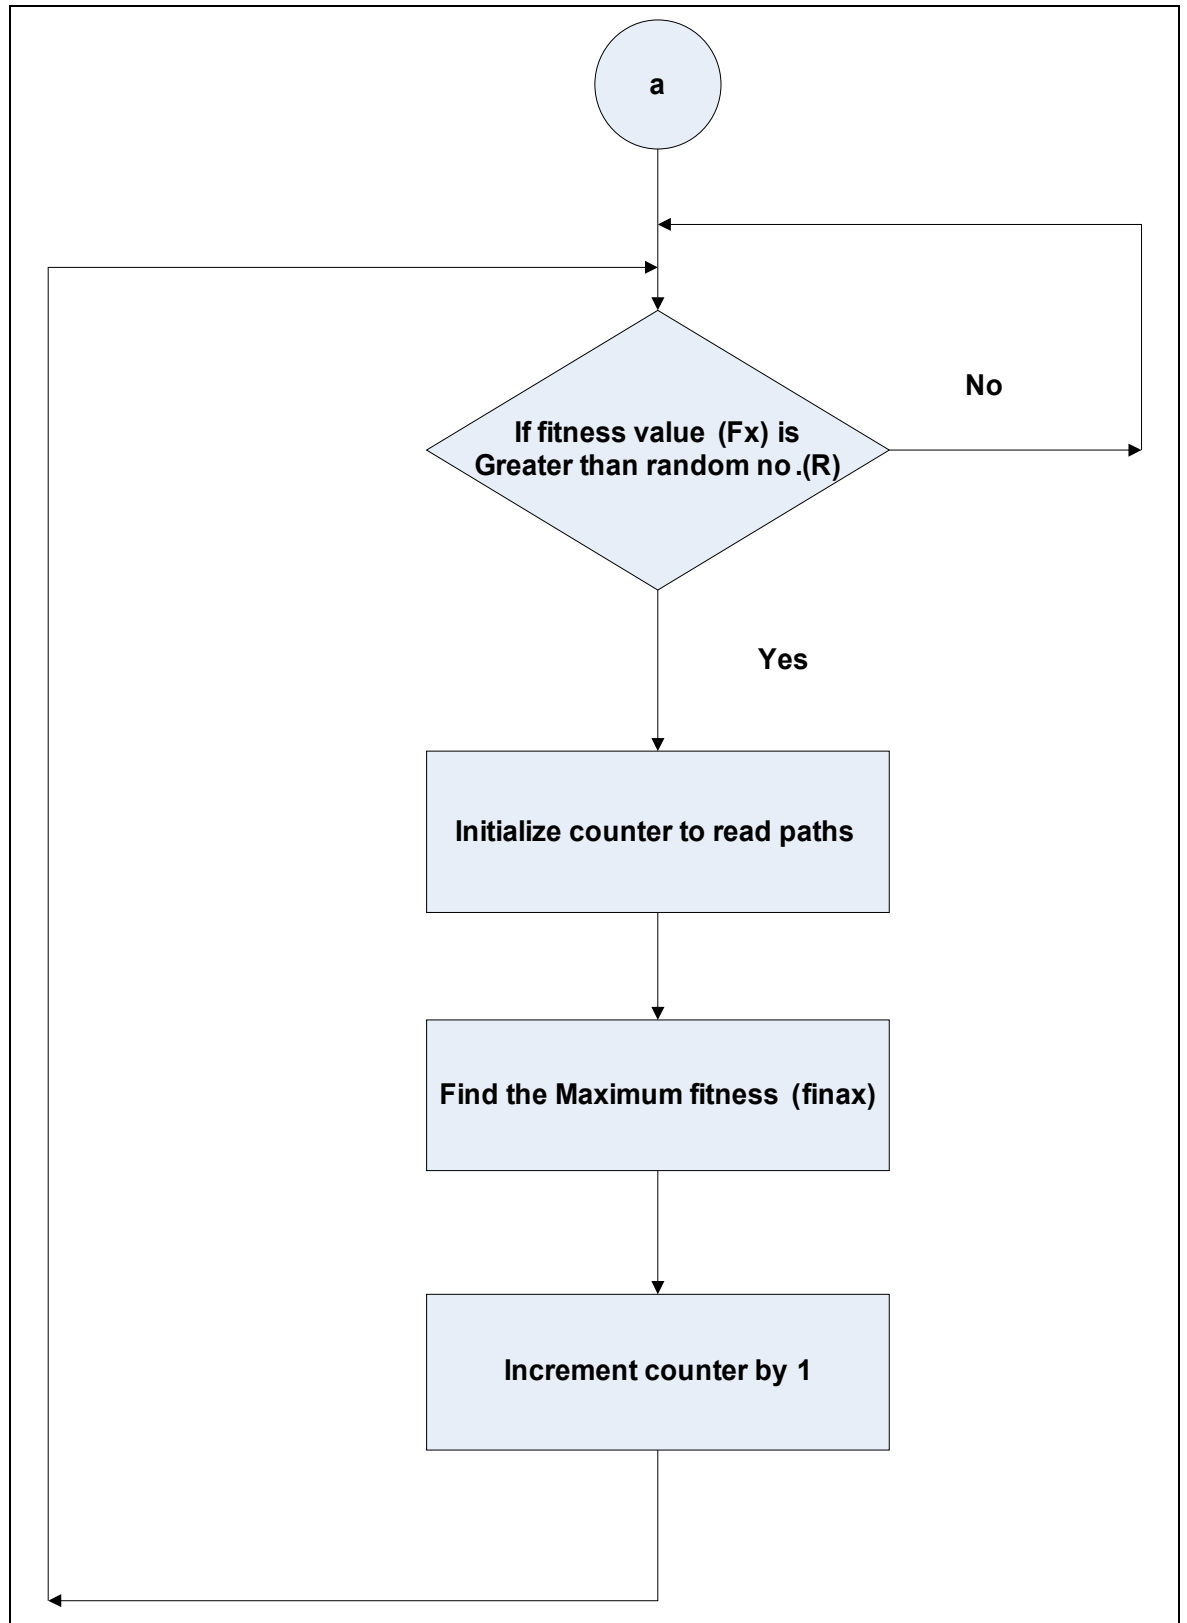 a
No
If fitness value (Fx) is
Greater than random no.(R)
Yes
Initialize counter to read paths
Find the Maximum fitness (finax)
Increment counter by 1